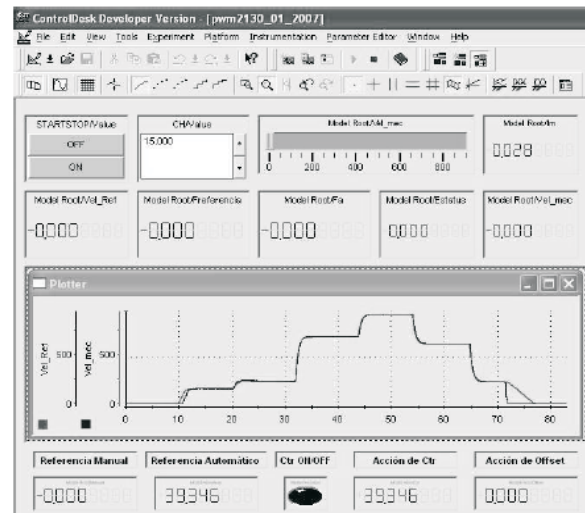 ControlDesk Developer Version - [pwm2130_01_2007]
File Edit View Tools Experiment Platform Instrumentation Parameter Editor Window Help
STARTSTOP/Value
OFF
ON
CH/Value
15.000
Model Root/Vel_mec
0 200 400 600 800
Model Root/Im
-0.028
Model Root/Vel_Ref
-0.000
Model Root/Freferencia
-0.000
Model Root/Fa
-0.000
Model Root/Estatus
0.000
Model Root/Vel_mec
-0.000
Plotter
Vel_Ref
500
0
Vel_mec
500
0
0 10 20 30 40 50 60 70 80
Referencia Manual Referencia Automático Ctr ON/OFF Acción de Ctr Acción de Offset
-0.000 39.346 39.346 0.000